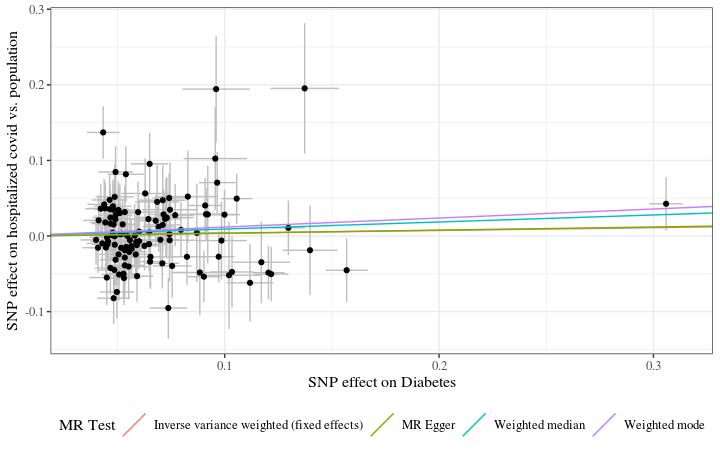 0.3
0.2
0.1
0.0
-0.1
SNP effect on hospitalized covid vs. population
0.1
0.2
0.3
SNP effect on Diabetes
MR Test
Inverse variance weighted (fixed effects)
MR Egger
Weighted median
Weighted mode